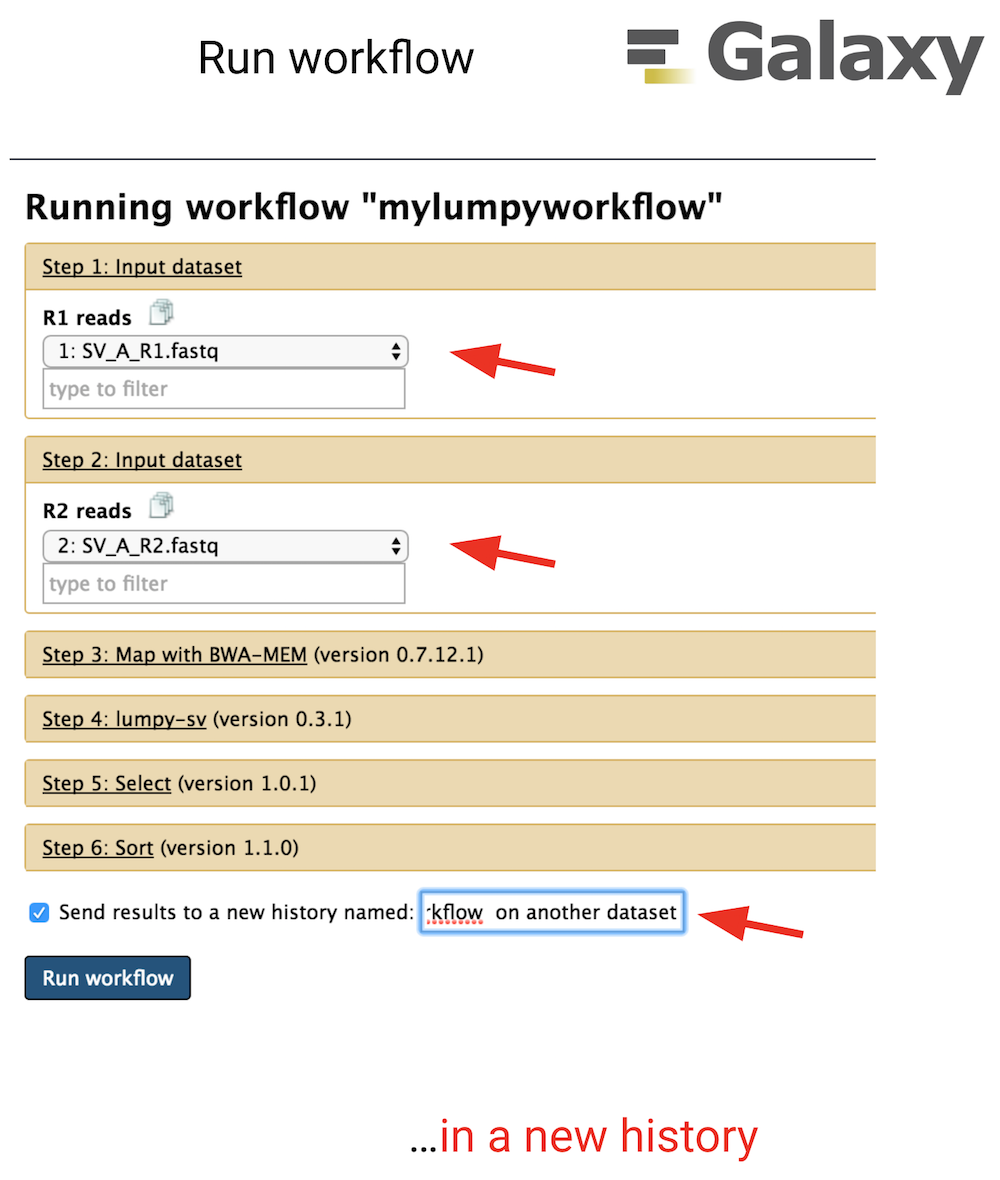 Run workflow
Galaxy
Running workflow "mylumpyworkflow"
Step 1: Input dataset
R1 reads
1: SV_A_R1.fastq
type to filter
Step 2: Input dataset
R2 reads
2: SV_A_R2.fastq
type to filter
Step 3: Map with BWA-MEM (version 0.7.12.1)
Step 4: lumpy-sv (version 0.3.1)
Step 5: Select (version 1.0.1)
Step 6: Sort (version 1.1.0)
Send results to a new history named: rkflow on another dataset
Run workflow
...in a new history